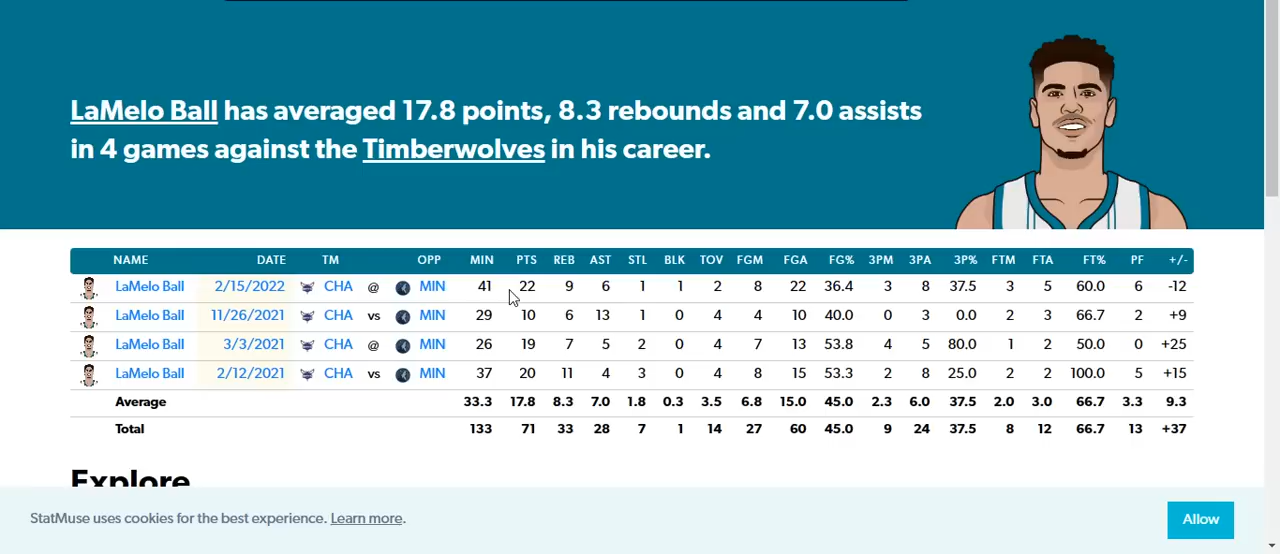 LaMelo Ball has averaged 17.8 points, 8.3 rebounds and 7.0 assists
in 4 games against the Timberwolves in his career.
NAME DATE TM OPP MIN PTS REB AST STL BLK TOV FGM FGA FG% 3PM 3PA 3P% FTM FTA FT% PF +/-
LaMelo Ball 2/15/2022 CHA @ MIN 41 22 9 6 1 1 2 8 22 36.4 3 8 37.5 3 5 60.0 6 -12
LaMelo Ball 11/26/2021 CHA vs MIN 29 10 6 13 1 0 4 4 10 40.0 0 3 0.0 2 3 66.7 2 +9
LaMelo Ball 3/3/2021 CHA @ MIN 26 19 7 5 2 0 4 7 13 53.8 4 5 80.0 1 2 50.0 0 +25
LaMelo Ball 2/12/2021 CHA vs MIN 37 20 11 4 3 0 4 8 15 53.3 2 8 25.0 2 2 100.0 5 +15
Average 33.3 17.8 8.3 7.0 1.8 0.3 3.5 6.8 15.0 45.0 2.3 6.0 37.5 2.0 3.0 66.7 3.3 9.3
Total 133 71 33 28 7 1 14 27 60 45.0 9 24 37.5 8 12 66.7 13 +37
Explore
StatMuse uses cookies for the best experience. Learn more. Allow